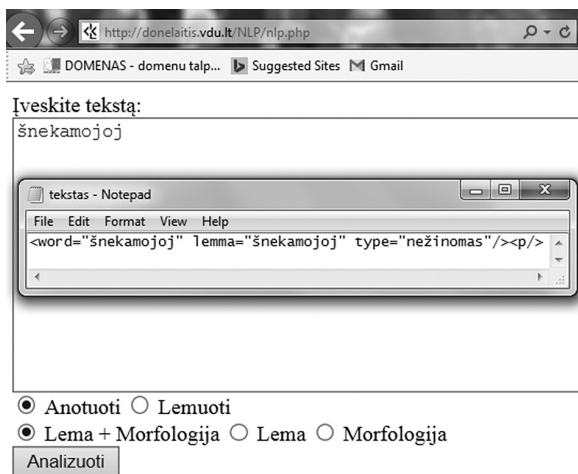 http://donelaitis.vdu.lt/NLP/nlp.php
DOMENAS - domenu talp... Suggested Sites Gmail
Įveskite tekstą:
šnekamojoj
tekstas - Notepad
File Edit Format View Help
<word="šnekamojoj" lemma="šnekamojoj" type="nežinomas"/><p/>
Anotuoti Lemuoti
Lema + Morfologija Lema Morfologija
Analizuoti